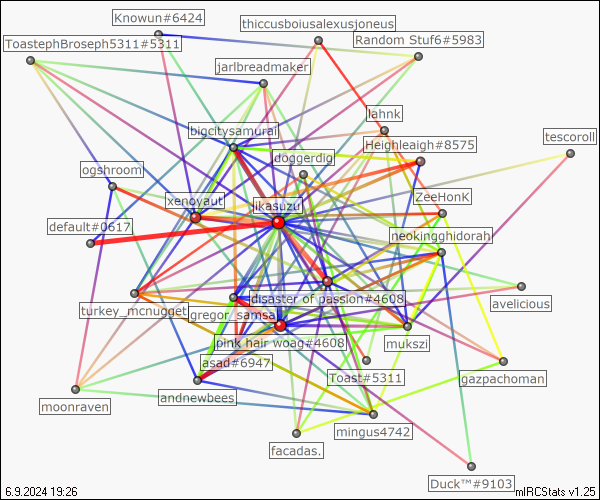 Knowun#6424
thiccusboiusalexusjoneus
ToastephBroseph5311#5311
Random Stuf6#5983
jarlbreadmaker
lahnk
bigcitysamurai
tescoroll
Heighleigh#8575
doggerdig
ogshroom
xenoyaut
ikasuzu
ZeeHonK
default#0617
neokingghidorah
turkey_mcnugget
gregor_samsa
disaster of passion#4608
avelicious
pink hair woag#4608
mukszi
asad#6947
Toast#5311
gazpachoman
moonraven
andnewbees
mingus4742
facadas.
Duck™#9103
6.9.2024 19:26
mIRCStats v1.25